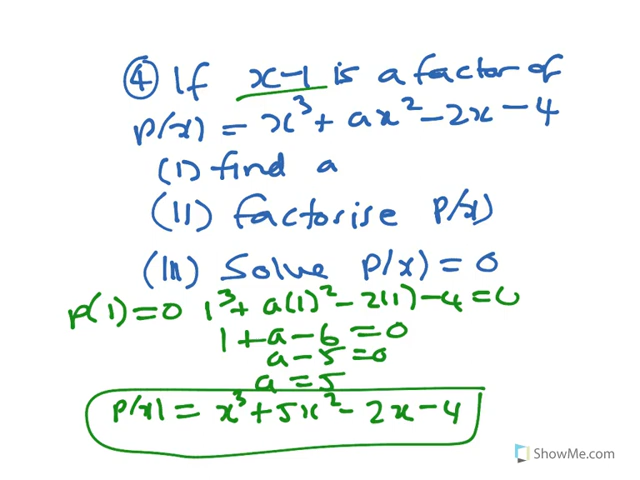 ④ If x-1 is a factor of
P(x) = x³ + ax² - 2x - 4
(I) find a
(II) factorise P(x)
(III) Solve P(x) = 0
P(1) = 0 1³ + a(1)² - 2(1) - 4 = 0
1 + a - 6 = 0
a - 5 = 0
a = 5
P(x) = x³ + 5x² - 2x - 4
ShowMe.com